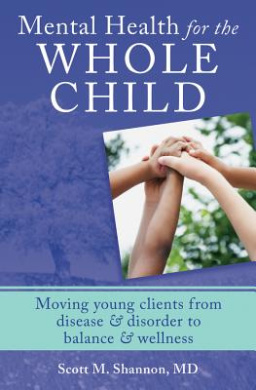 Mental Health for the
WHOLE
CHILD
Moving young clients from
disease & disorder to
balance & wellness
Scott M. Shannon, MD